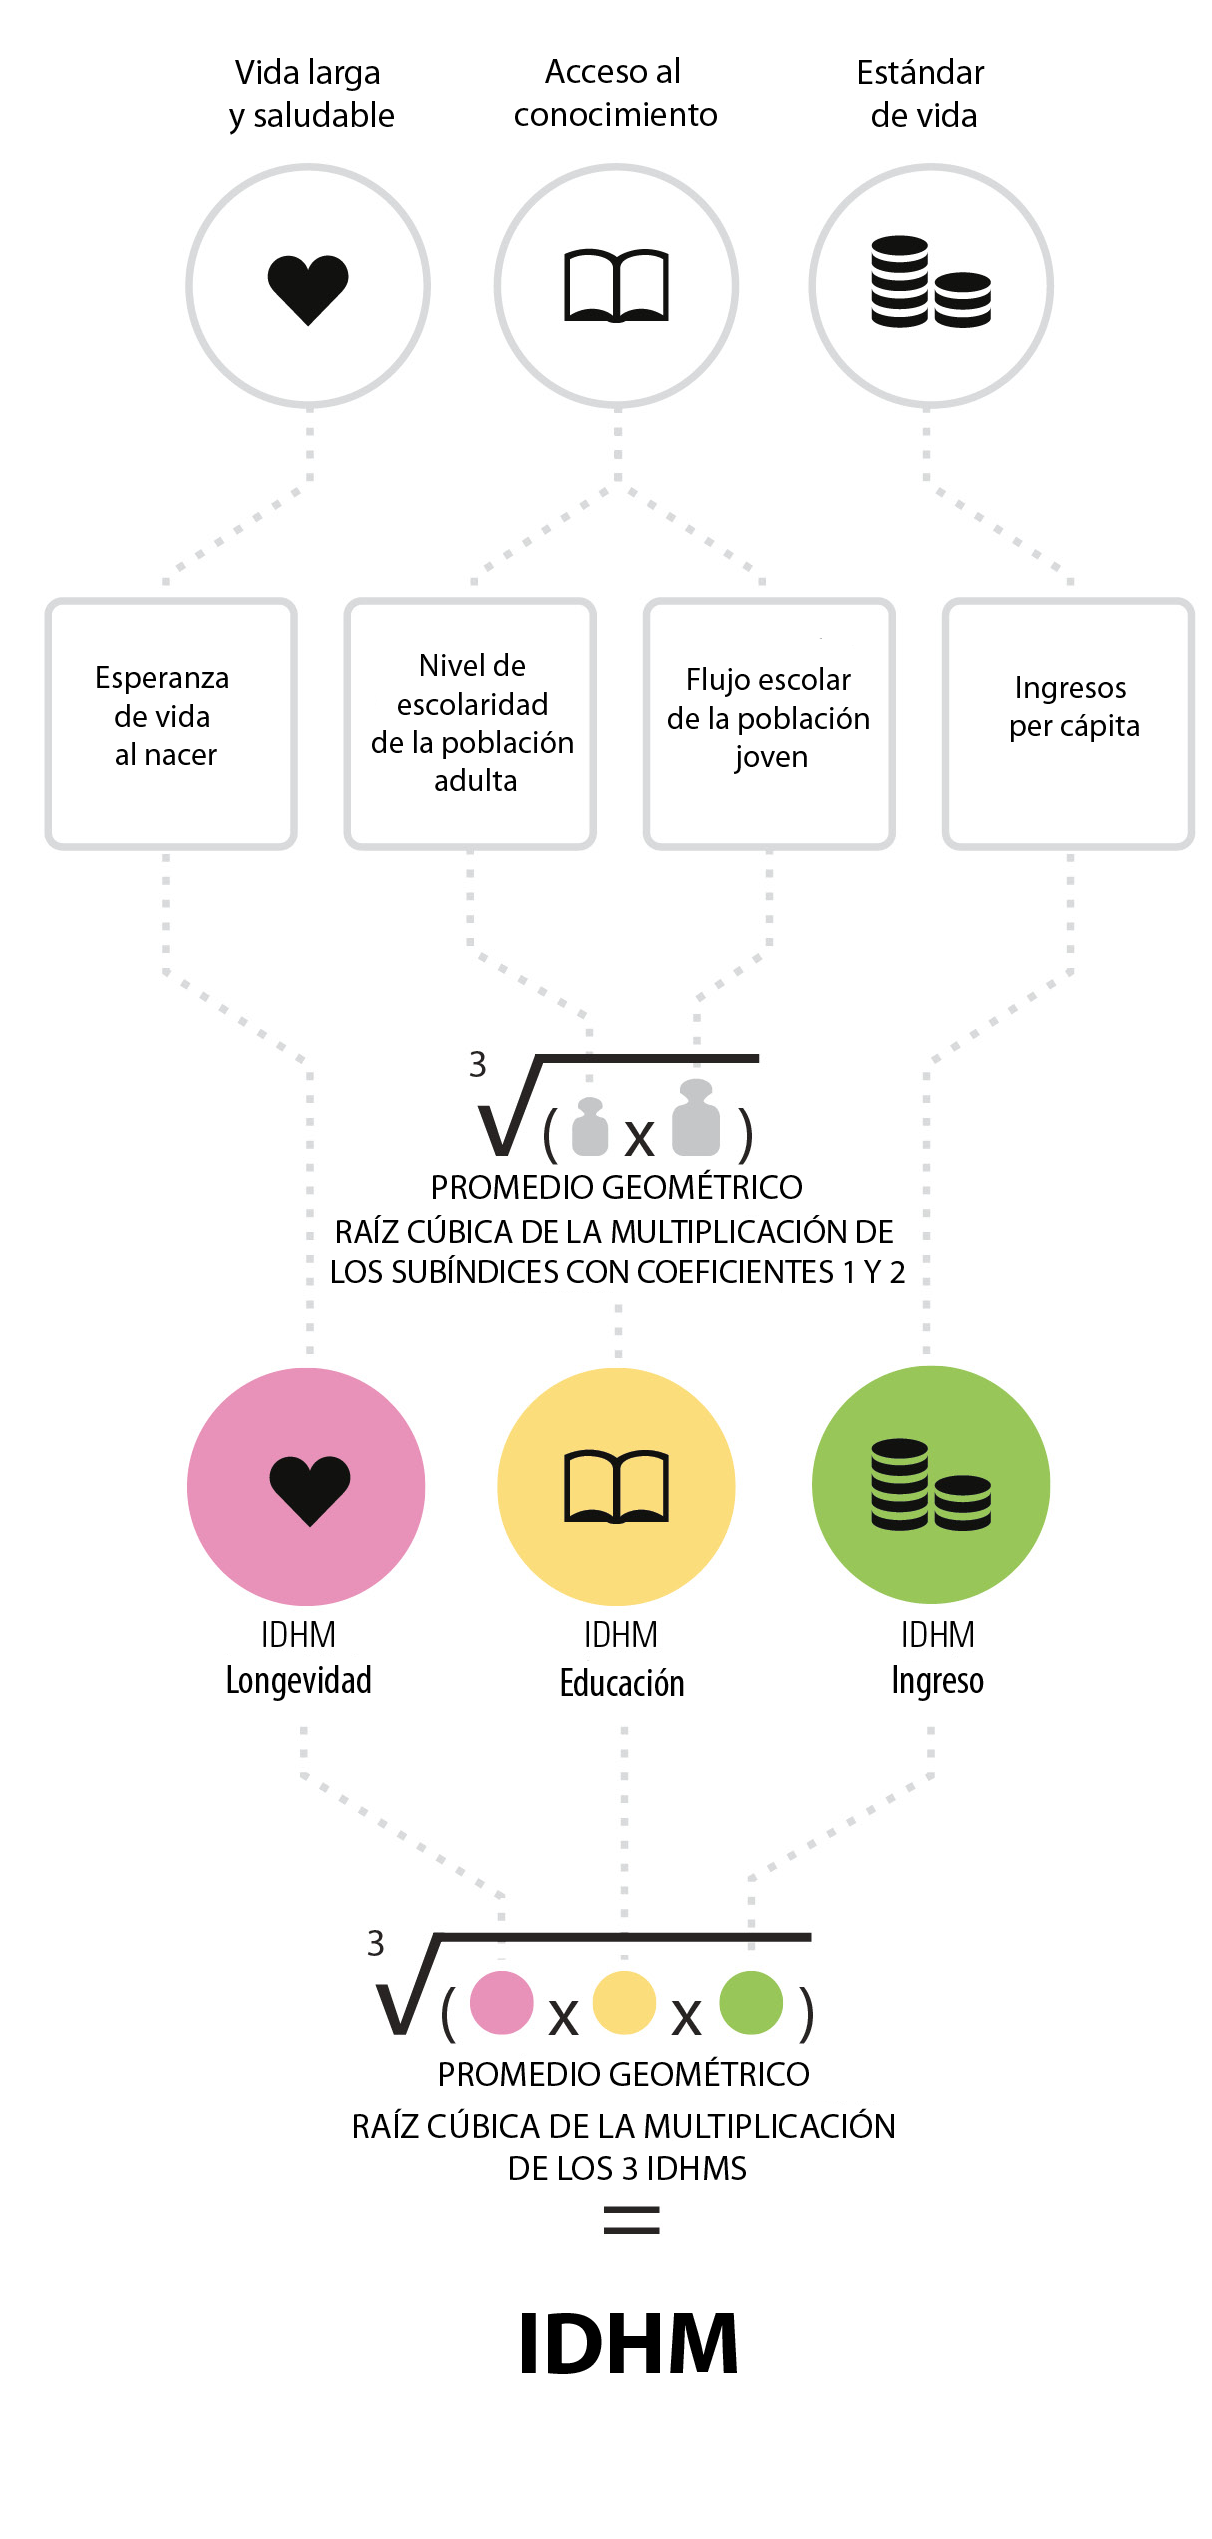 Vida larga
y saludable
Acceso al
conocimiento
Estándar
de vida
Esperanza
de vida
al nacer
Nivel de
escolaridad
de la población
adulta
Flujo escolar
de la población
joven
Ingresos
per cápita
3
√( x )
PROMEDIO GEOMÉTRICO
RAÍZ CÚBICA DE LA MULTIPLICACIÓN DE
LOS SUBÍNDICES CON COEFICIENTES 1 Y 2
IDHM
Longevidad
IDHM
Educación
IDHM
Ingreso
3
√( x x )
PROMEDIO GEOMÉTRICO
RAÍZ CÚBICA DE LA MULTIPLICACIÓN
DE LOS 3 IDHMS
=
IDHM